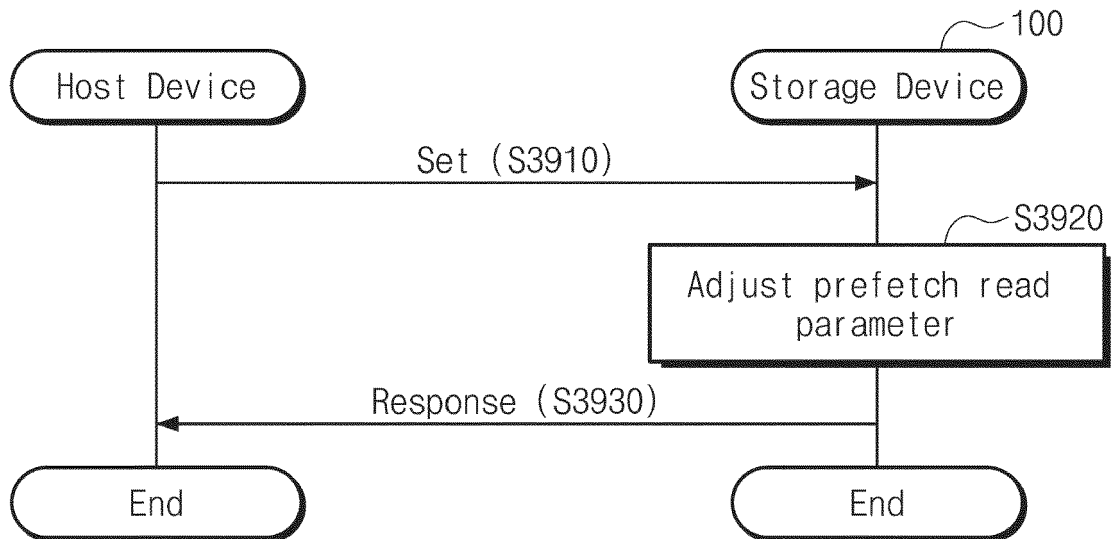 100
Host Device
Storage Device
Set (S3910)
S3920
Adjust prefetch read
parameter
Response (S3930)
End
End